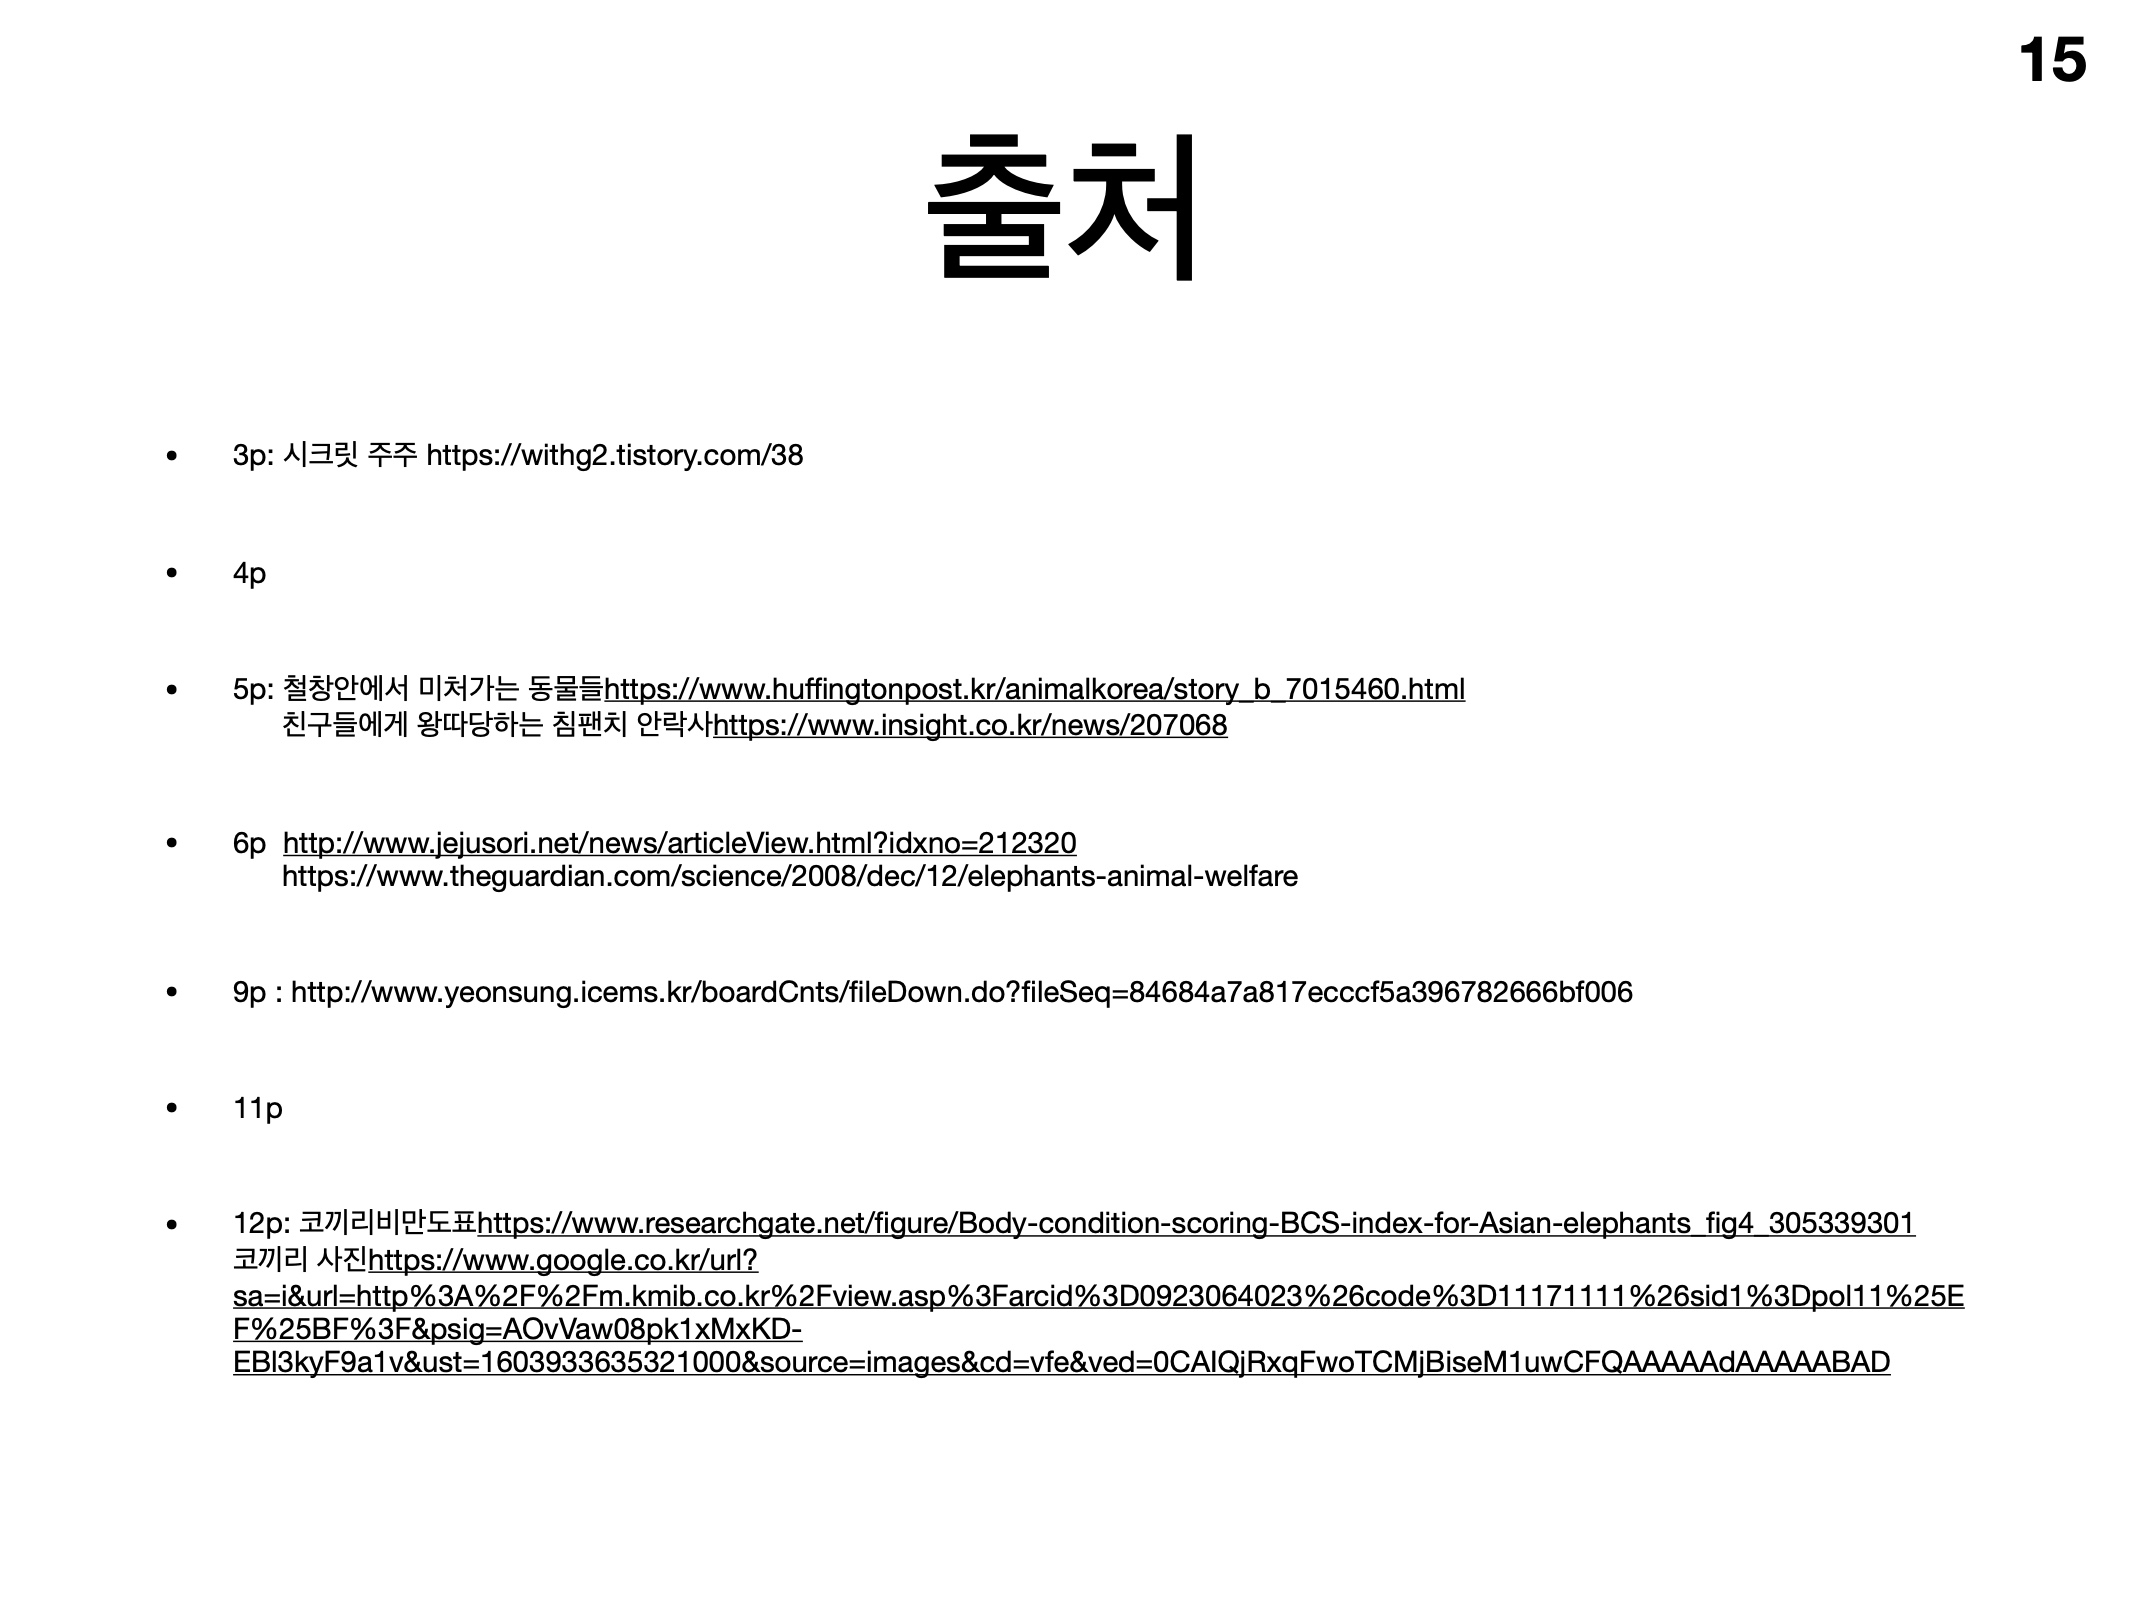 15
출처
• 3p: 시크릿 주주 https://withg2.tistory.com/38
• 4p
• 5p: 철창안에서 미처가는 동물들https://www.huffingtonpost.kr/animalkorea/story_b_7015460.html
친구들에게 왕따당하는 침팬치 안락사https://www.insight.co.kr/news/207068
• 6p http://www.jejusori.net/news/articleView.html?idxno=212320
https://www.theguardian.com/science/2008/dec/12/elephants-animal-welfare
• 9p : http://www.yeonsung.icems.kr/boardCnts/fileDown.do?fileSeq=84684a7a817ecccf5a396782666bf006
• 11p
• 12p: 코끼리비만도표https://www.researchgate.net/figure/Body-condition-scoring-BCS-index-for-Asian-elephants_fig4_305339301
코끼리 사진https://www.google.co.kr/url?
sa=i&url=http%3A%2F%2Fm.kmib.co.kr%2Fview.asp%3Farcid%3D0923064023%26code%3D11171111%26sid1%3Dpol11%25E
F%25BF%3F&psig=AOvVaw08pk1xMxKD-
EBl3kyF9a1v&ust=1603933635321000&source=images&cd=vfe&ved=0CAIQjRxqFwoTCMjBiseM1uwCFQAAAAAdAAAAABAD